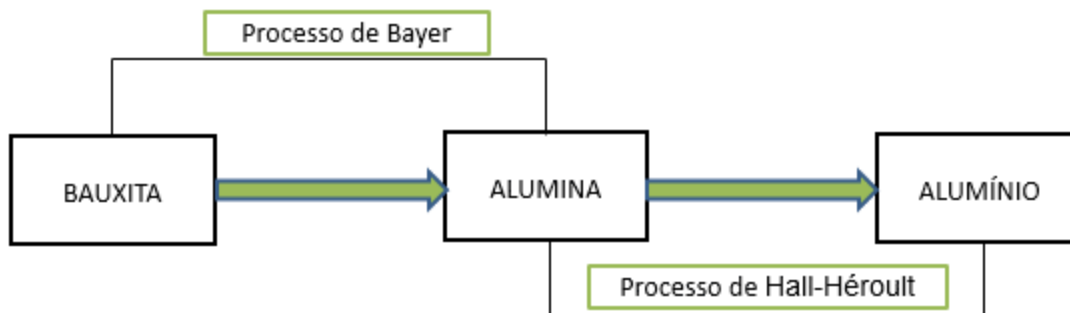 Processo de Bayer
BAUXITA
ALUMINA
ALUMÍNIO
Processo de Hall-Héroult